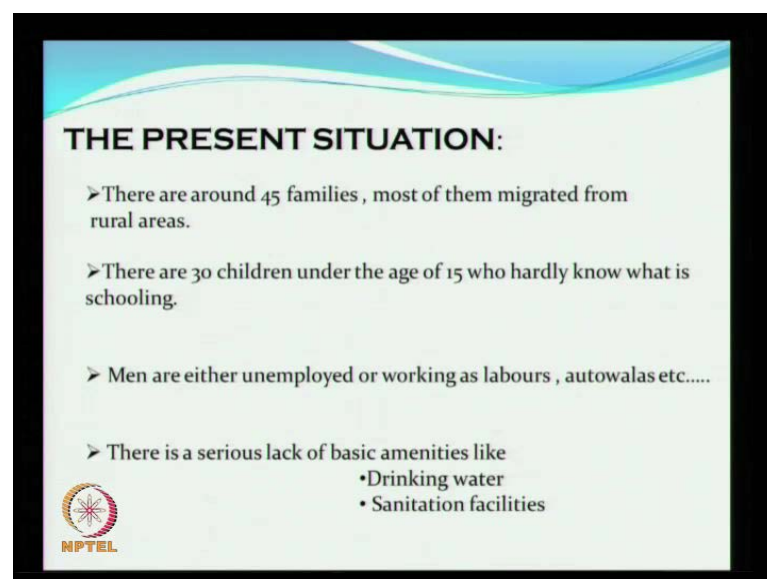 THE PRESENT SITUATION:
➢There are around 45 families , most of them migrated from
rural areas.
➢There are 30 children under the age of 15 who hardly know what is
schooling.
➢ Men are either unemployed or working as labours , autowalas etc.....
➢ There is a serious lack of basic amenities like
•Drinking water
• Sanitation facilities
NPTEL